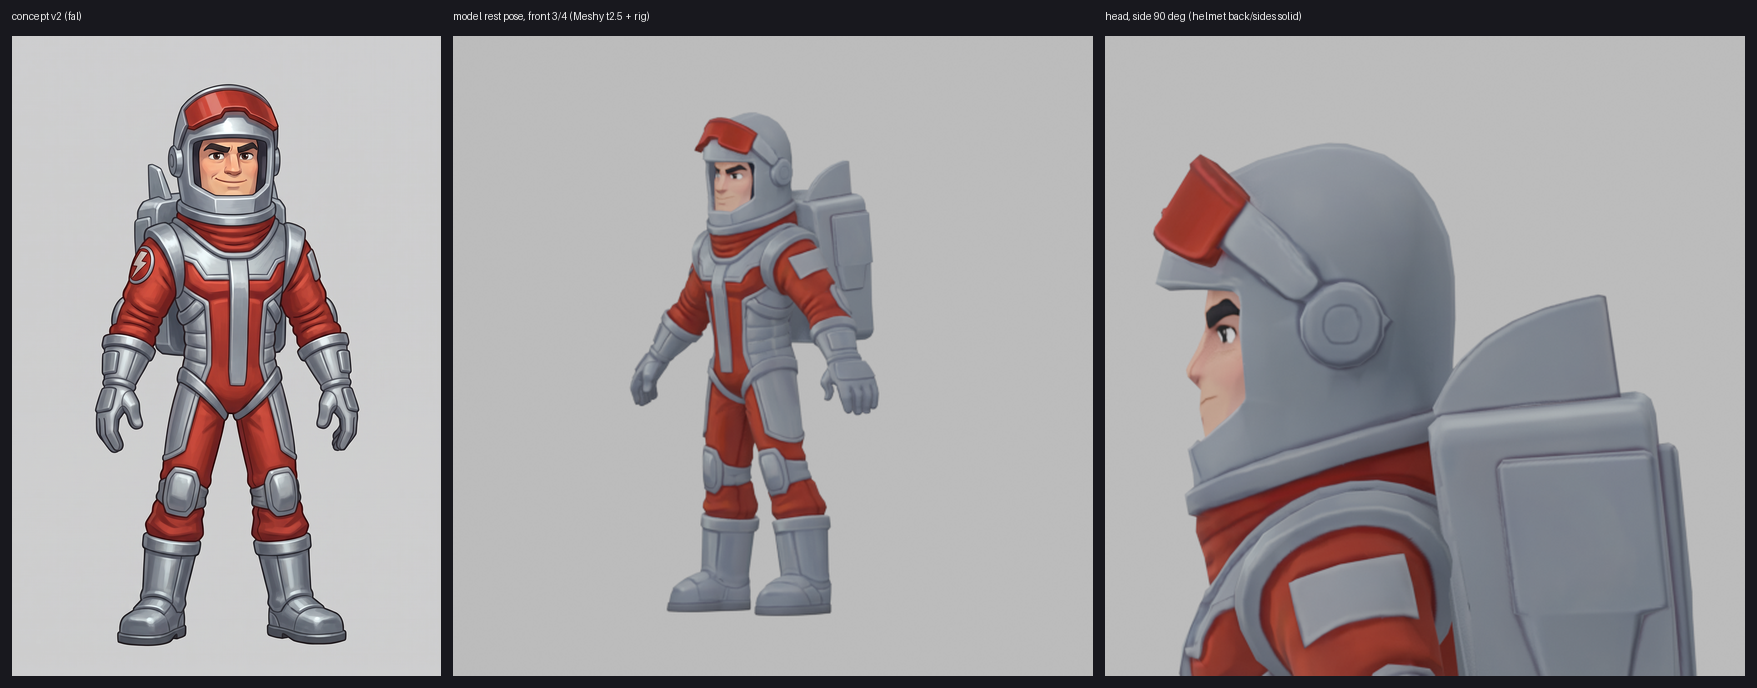 concept v2 (fal)
model rest pose, front 3/4 (Meshy t2.5 + rig)
head, side 90 deg (helmet back/sides solid)